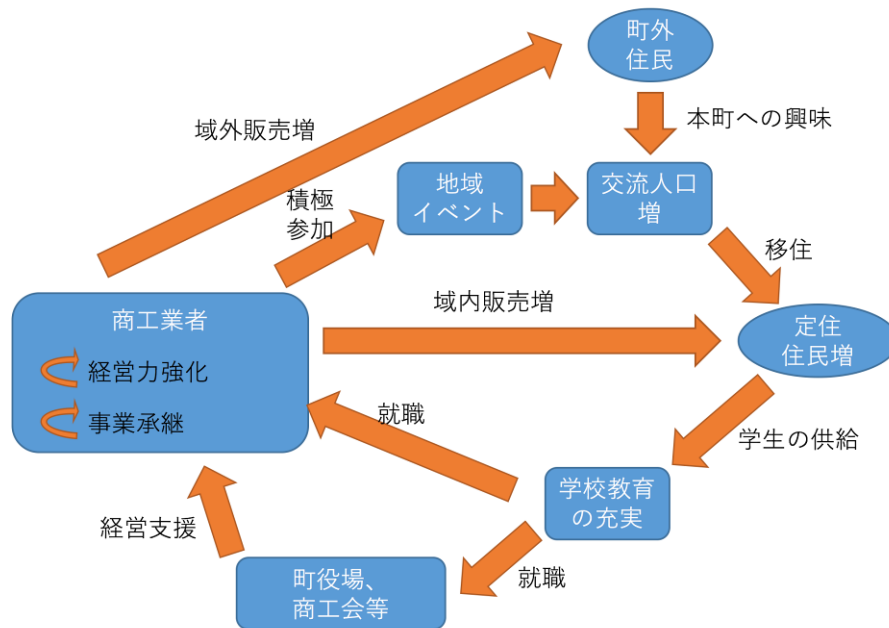 町外
住民
域外販売増
本町への興味
積極
参加
地域
イベント
交流人口
増
移住
商工業者
経営力強化
事業承継
域内販売増
定住
住民増
就職
学生の供給
学校教育
の充実
経営支援
就職
町役場、
商工会等